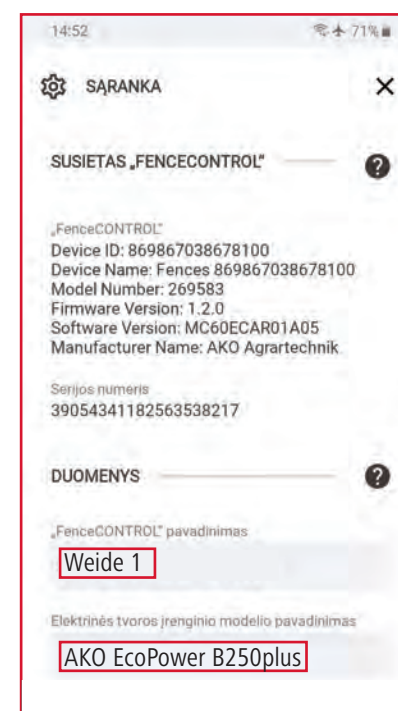 14:52 71%
SĄRANKA
SUSIETAS „FENCECONTROL“
„FenceCONTROL“
Device ID: 869867038678100
Device Name: Fences 869867038678100
Model Number: 269583
Firmware Version: 1.2.0
Software Version: MC60ECAR01A05
Manufacturer Name: AKO Agrartechnik
Serijos numeris
39054341182563538217
DUOMENYS
„FenceCONTROL“ pavadinimas
Weide 1
Elektrinės tvoros įrenginio modelio pavadinimas
AKO EcoPower B250plus